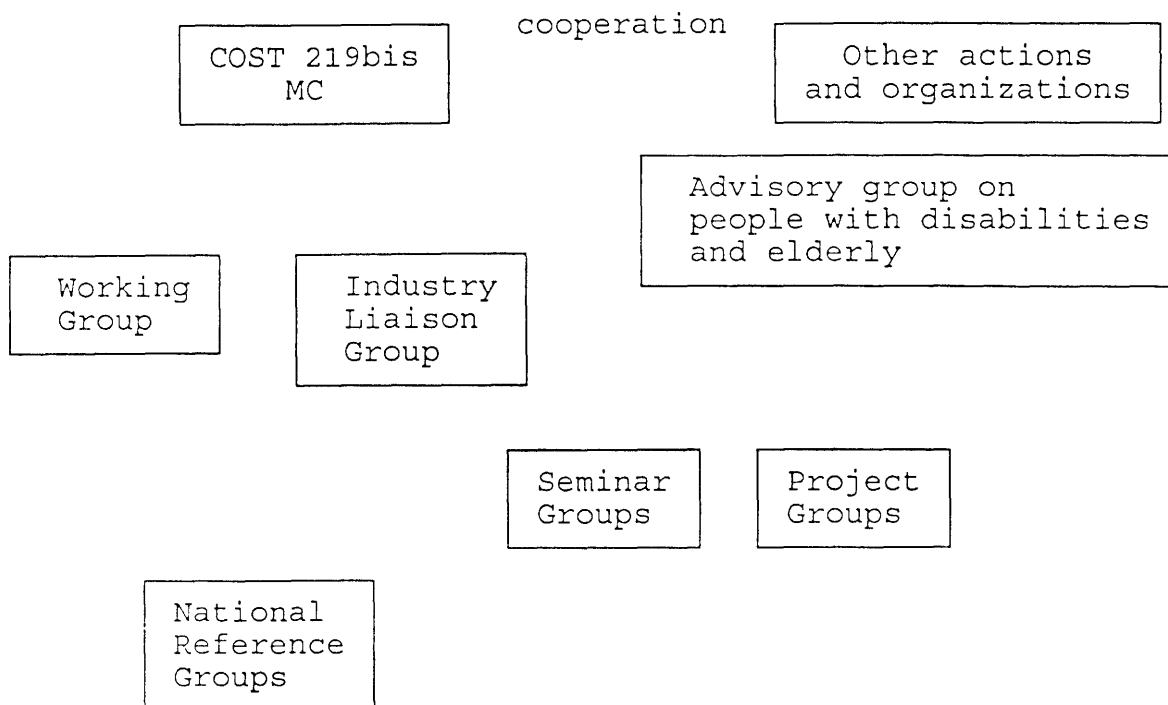 cooperation
COST 219bis
MC
Other actions
and organizations
Advisory group on
people with disabilities
and elderly
Working
Group
Industry
Liaison
Group
Seminar
Groups
Project
Groups
National
Reference
Groups